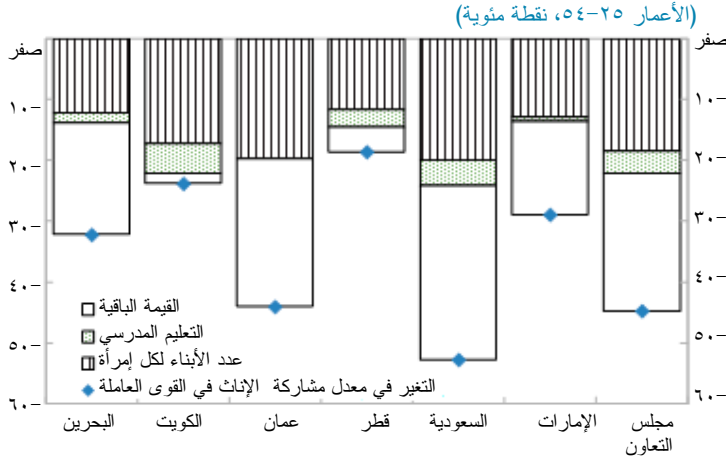 (الأعمار ٢٥-٥٤، نقطة مئوية)
صفر
-١٠
-٢٠
-٣٠
-٤٠
-٥٠
-٦٠
صفر
-١٠
-٢٠
-٣٠
-٤٠
-٥٠
-٦٠
القيمة الباقية
التعليم المدرسي
عدد الأبناء لكل إمرأة
التغير في معدل مشاركة الإناث في القوى العاملة
مجلس التعاون
الإمارات
السعودية
قطر
عمان
الكويت
البحرين